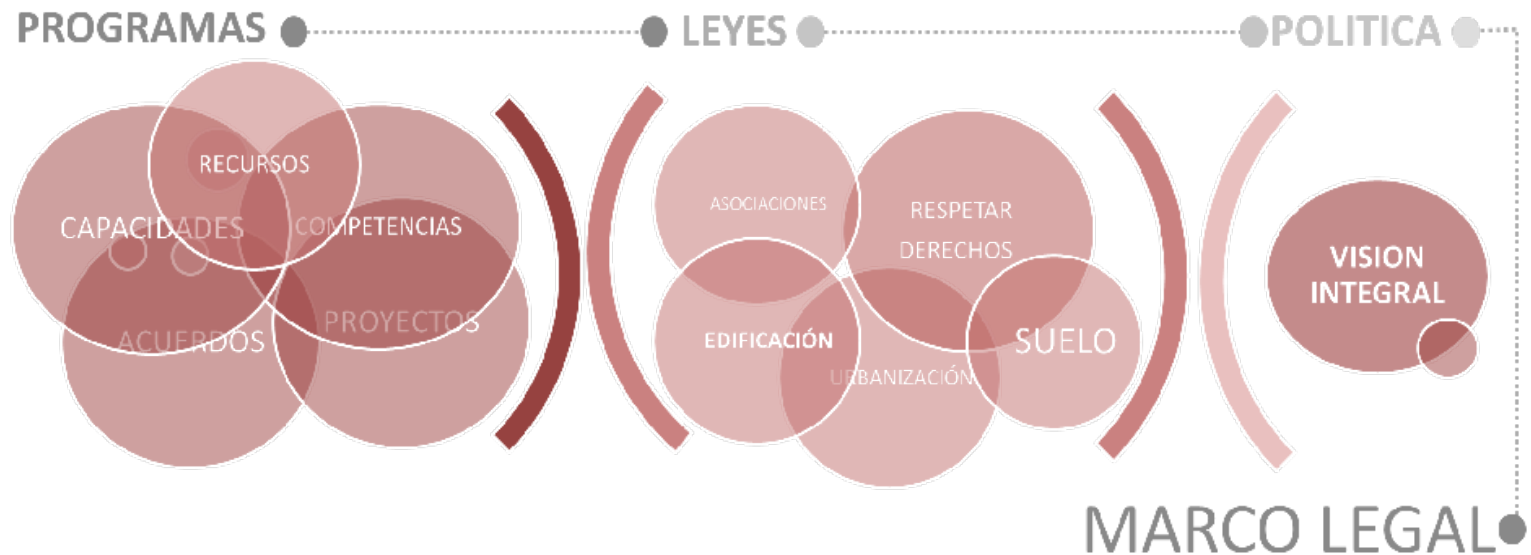 PROGRAMAS
LEYES
POLITICA
RECURSOS
CAPACIDADES
COMPETENCIAS
ACUERDOS
PROYECTOS
ASOCIACIONES
RESPETAR
DERECHOS
EDIFICACIÓN
URBANIZACIÓN
SUELO
VISION
INTEGRAL
MARCO LEGAL